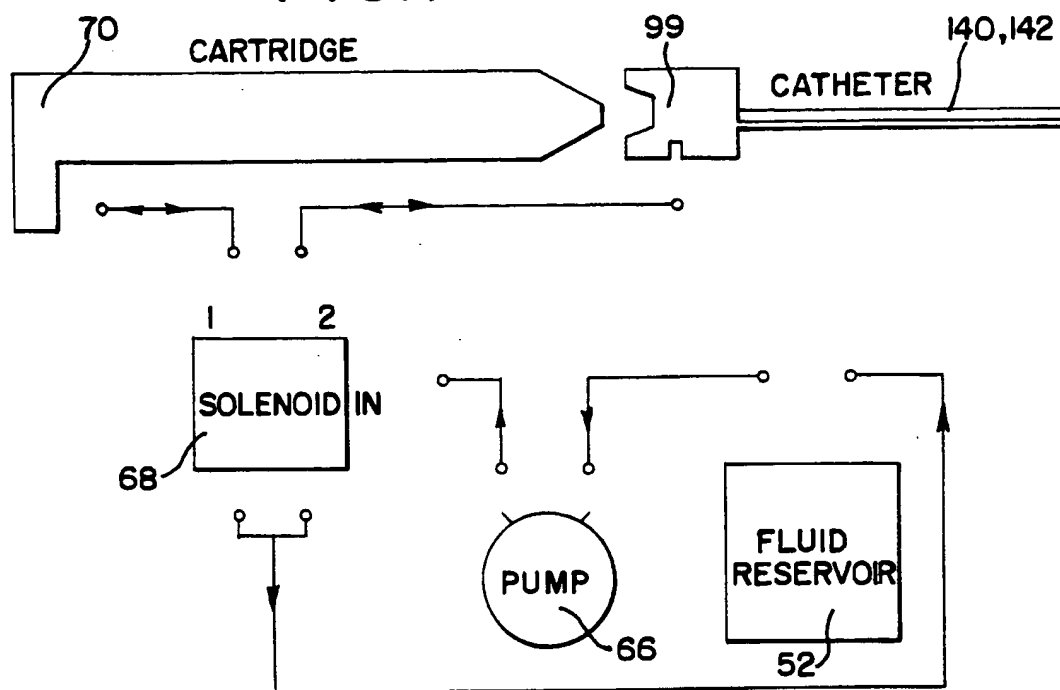 70
CARTRIDGE
99
140,142
CATHETER
1 2
SOLENOID IN
68
PUMP
66
FLUID
RESERVOIR
52